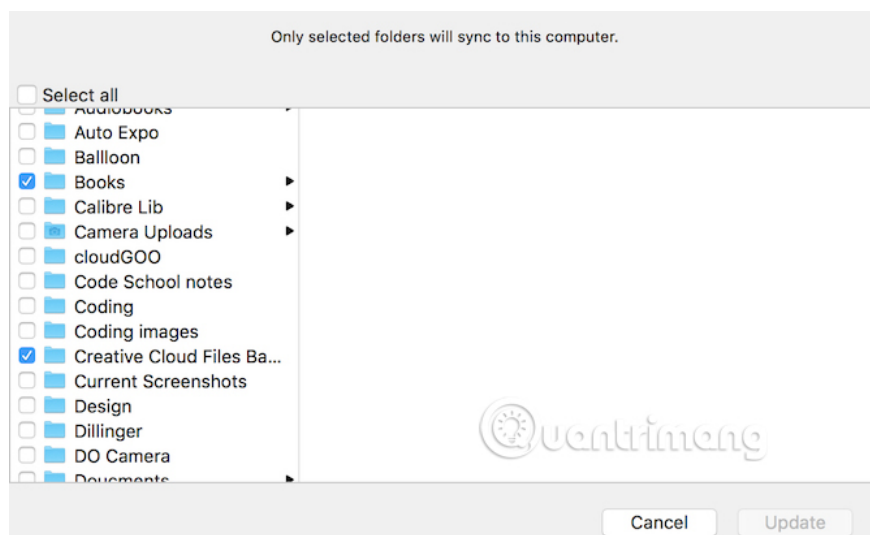 Only selected folders will sync to this computer.
Select all
Audiobooks
Auto Expo
Ballloon
Books
Calibre Lib
Camera Uploads
cloudGOO
Code School notes
Coding
Coding images
Creative Cloud Files Ba...
Current Screenshots
Design
Dillinger
DO Camera
Doucments
Quantrimang
Cancel
Update